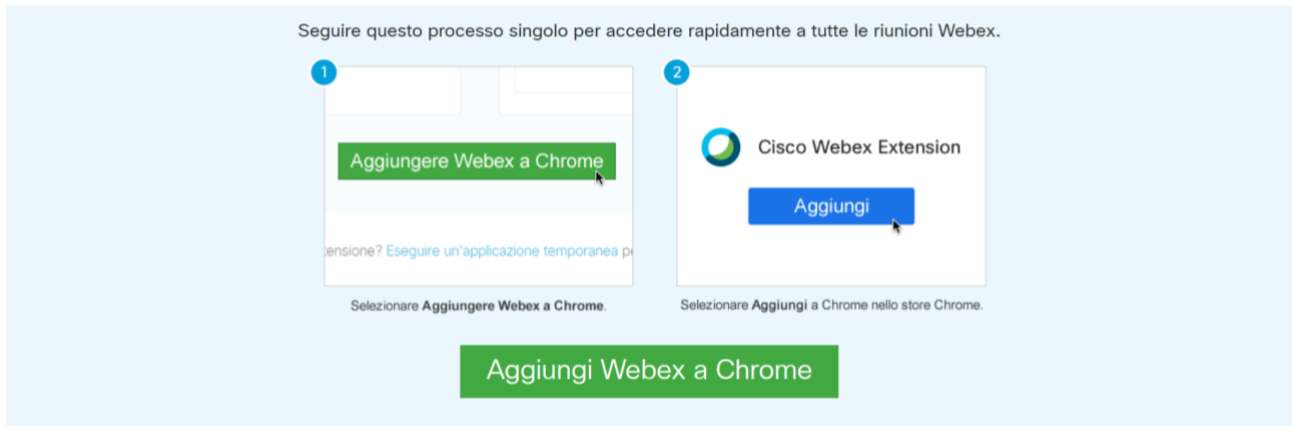 Seguire questo processo singolo per accedere rapidamente a tutte le riunioni Webex.
1
Aggiungere Webex a Chrome
ensione? Eseguire un'applicazione temporanea pe
Selezionare Aggiungere Webex a Chrome.
2
Cisco Webex Extension
Aggiungi
Selezionare Aggiungi a Chrome nello store Chrome.
Aggiungi Webex a Chrome